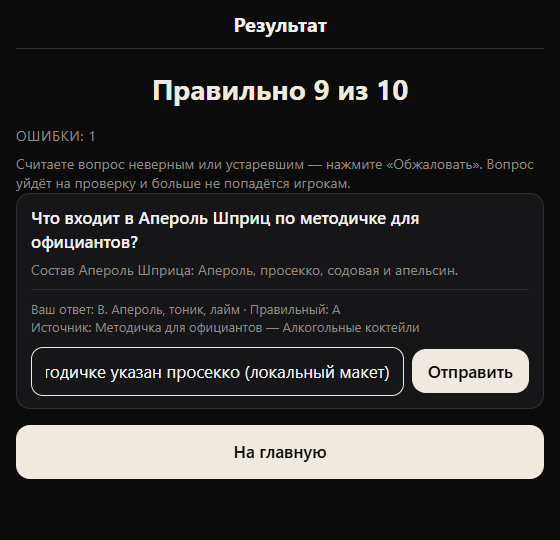 Результат
Правильно 9 из 10
ОШИБКИ: 1
Считаете вопрос неверным или устаревшим — нажмите «Обжаловать». Вопрос
уйдёт на проверку и больше не попадётся игрокам.
Что входит в Апероль Шприц по методичке для
официантов?
Состав Апероль Шприца: Апероль, просекко, содовая и апельсин.
Ваш ответ: B. Апероль, тоник, лайм · Правильный: A
Источник: Методичка для официантов — Алкогольные коктейли
тодичке указан просекко (локальный макет)
Отправить
На главную